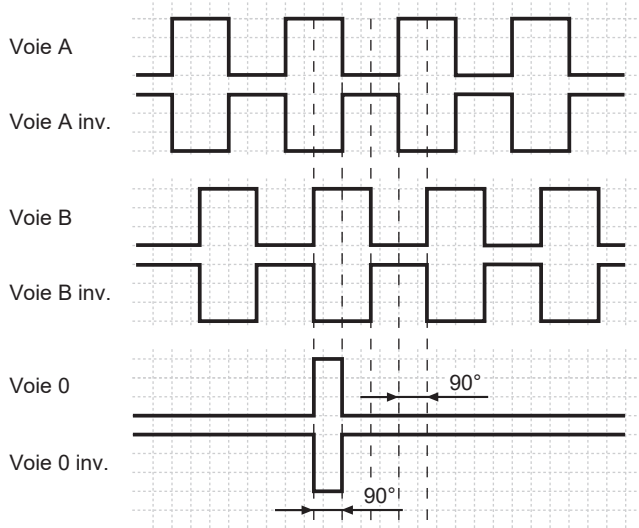 Voie A
Voie A inv.
Voie B
Voie B inv.
Voie 0
90°
Voie 0 inv.
90°